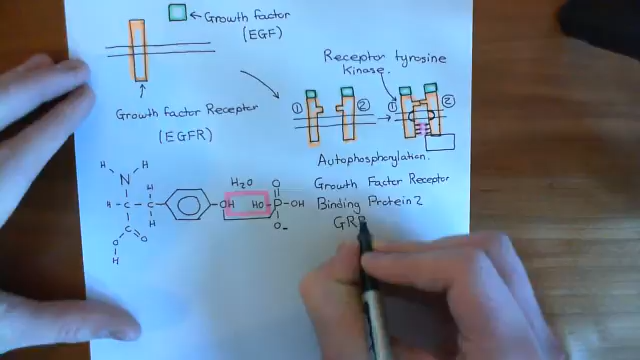 Growth factor
(EGF)
Growth factor Receptor
(EGFR)
Receptor tyrosine
kinase.
1
2
1
2
Autophosphorylation.
Growth Factor Receptor
Binding Protein 2
GRB
H
H
N
H
H
C
C
H
O
C
O
H
H2O
OH
HO
O
P
OH
O-